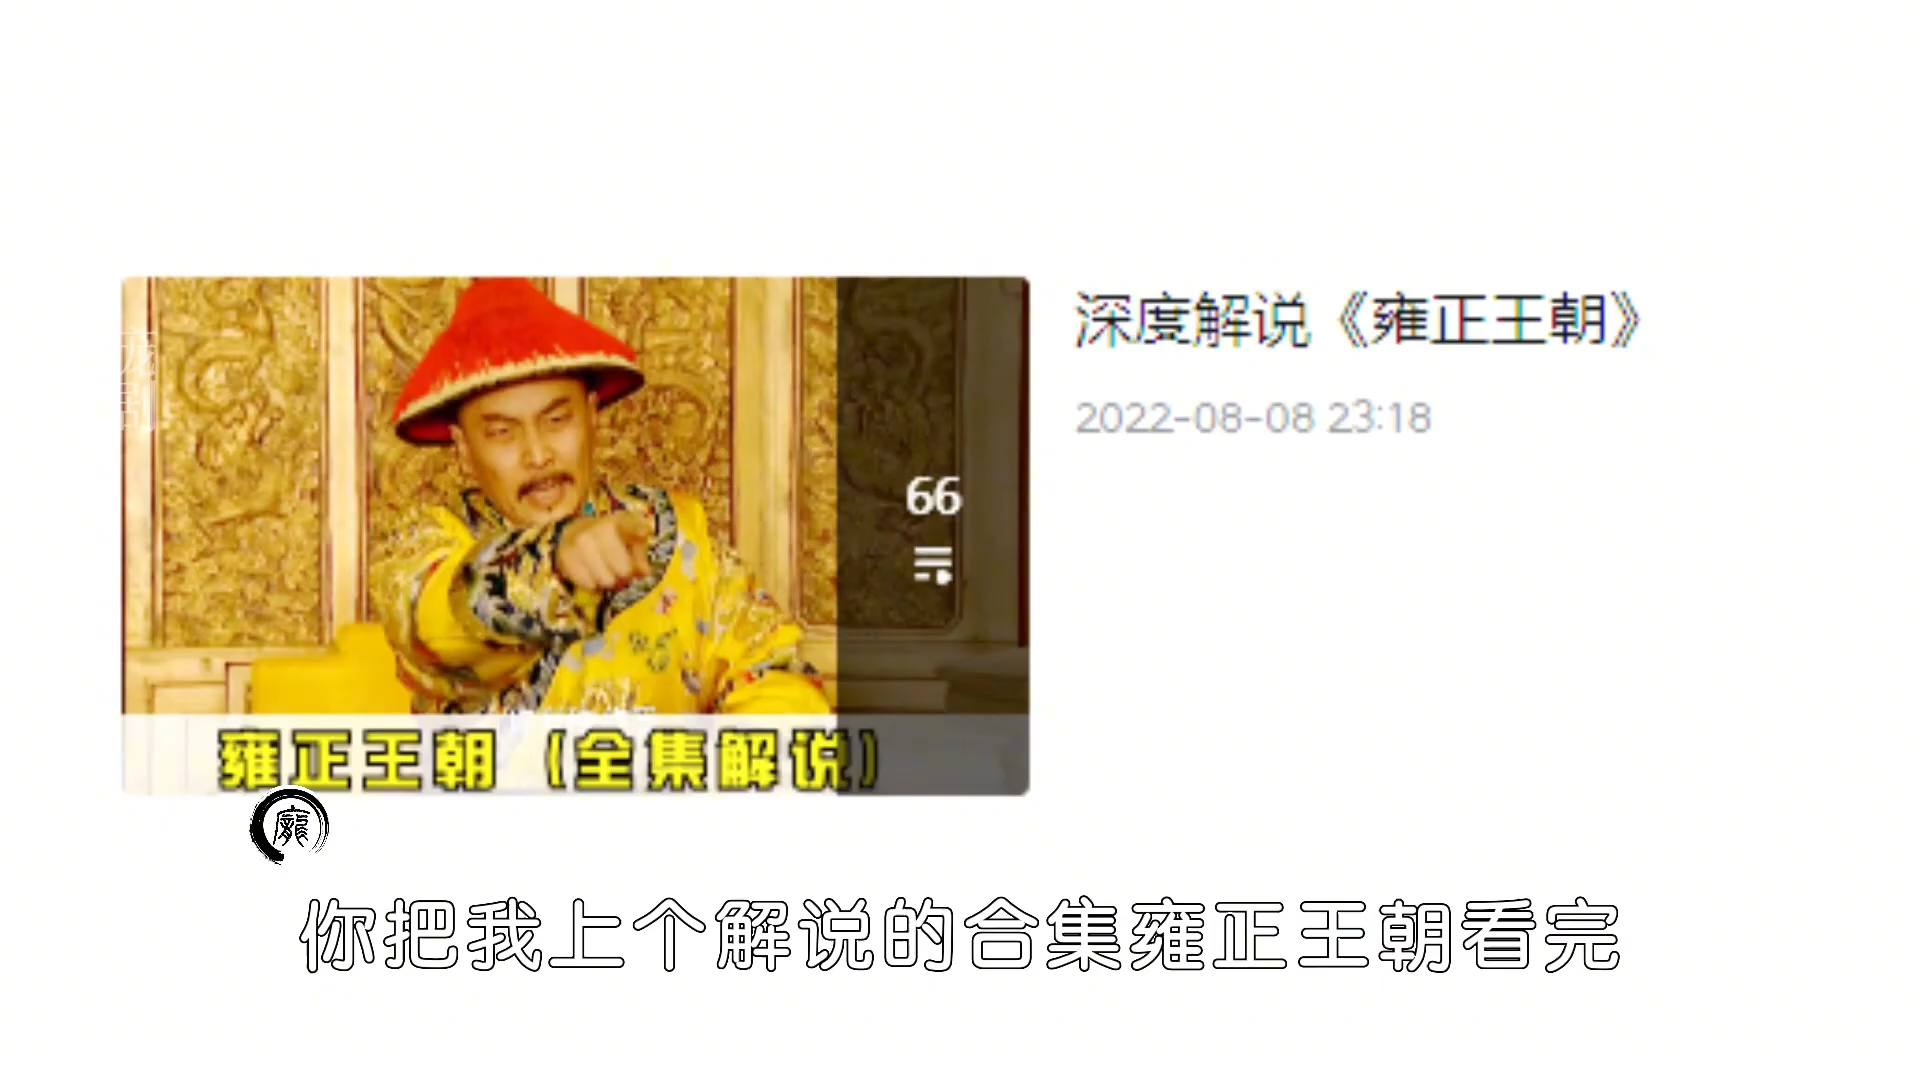 深度解说《雍正王朝》
2022-08-08 23:18
66
雍正王朝（全集解说）
龐
你把我上个解说的合集雍正王朝看完